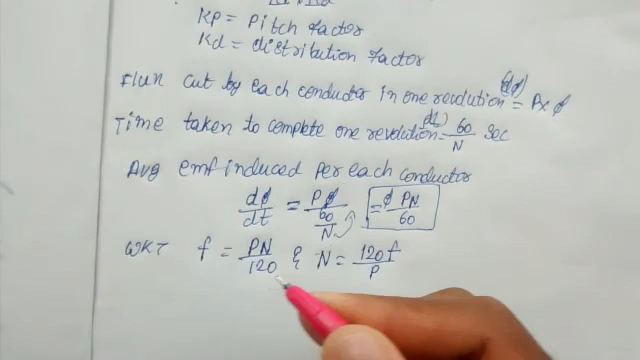 Kp = Pitch factor
Kd = distribution factor
Flux cut by each conductor in one revolution (dϕ) = P x ϕ
Time taken to complete one revolution (dt) = 60/N sec
Avg emf induced per each conductor
dϕ/dt = Pϕ/(60/N) = ϕPN/60
WKT f = PN/120 & N = 120f/P